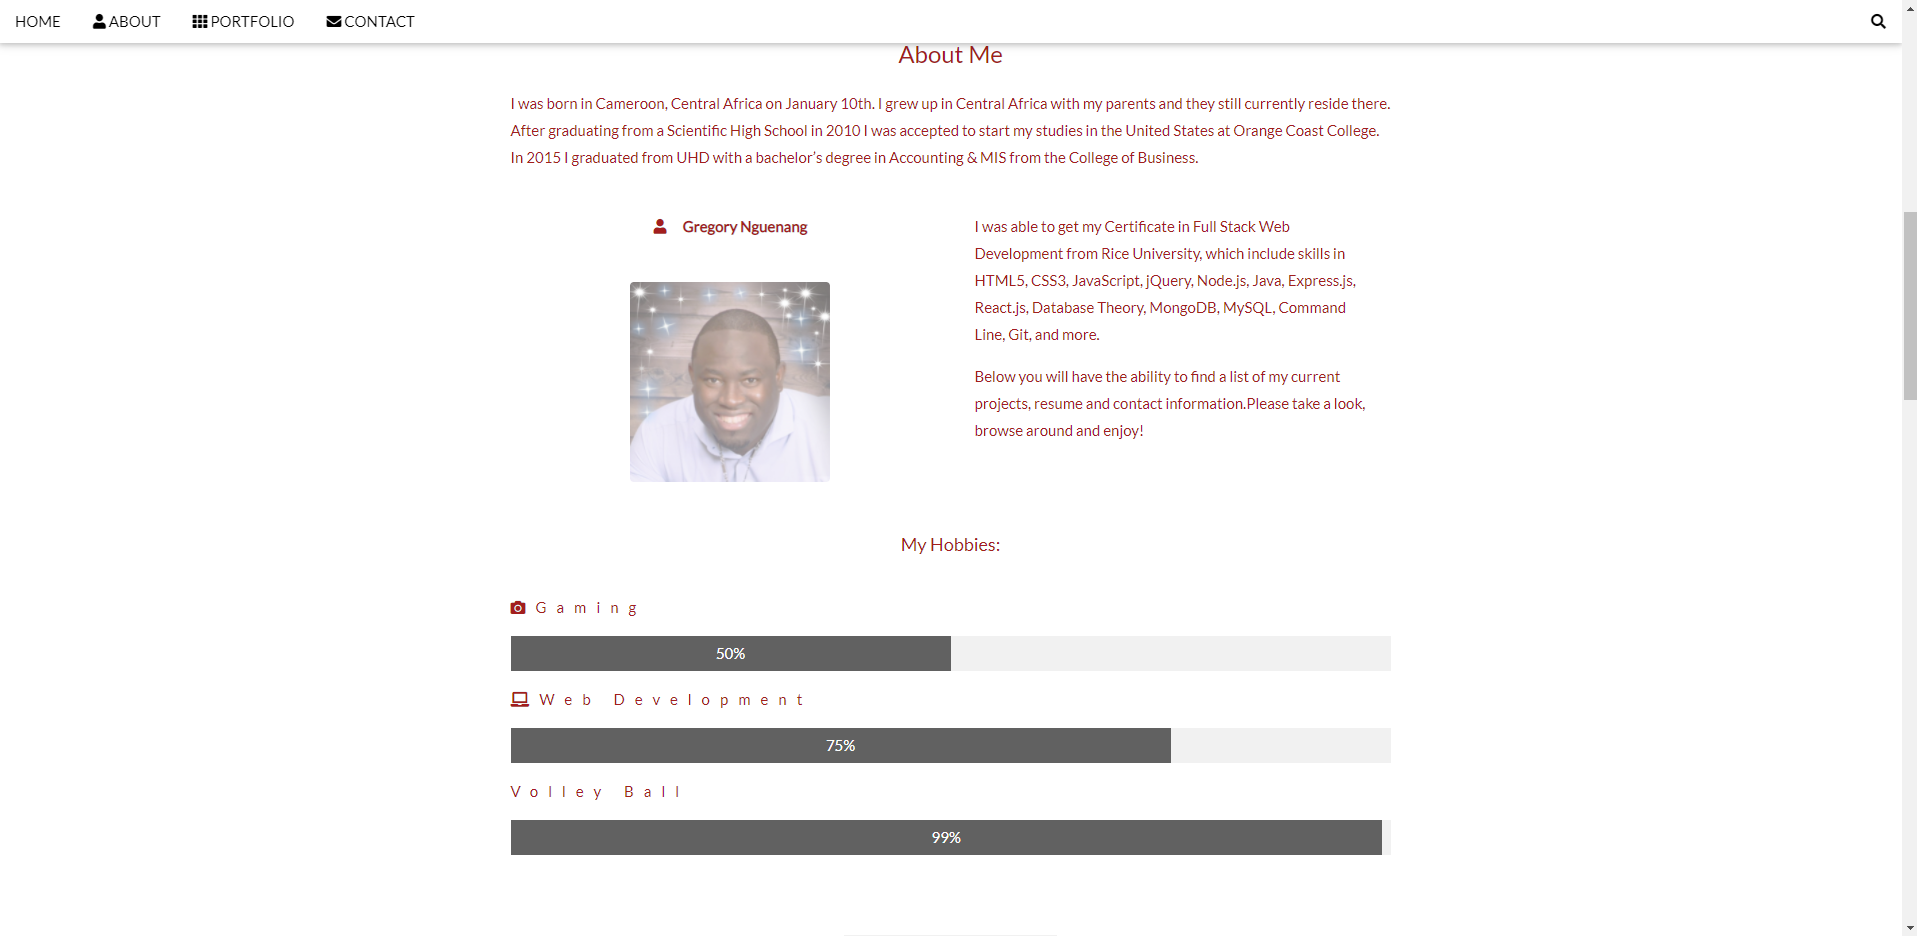 HOME ABOUT PORTFOLIO CONTACT
About Me
I was born in Cameroon, Central Africa on January 10th. I grew up in Central Africa with my parents and they still currently reside there.
After graduating from a Scientific High School in 2010 I was accepted to start my studies in the United States at Orange Coast College.
In 2015 I graduated from UHD with a bachelor’s degree in Accounting & MIS from the College of Business.
Gregory Nguenang
I was able to get my Certificate in Full Stack Web
Development from Rice University, which include skills in
HTML5, CSS3, JavaScript, jQuery, Node.js, Java, Express.js,
React.js, Database Theory, MongoDB, MySQL, Command
Line, Git, and more.
Below you will have the ability to find a list of my current
projects, resume and contact information.Please take a look,
browse around and enjoy!
My Hobbies:
Gaming
50%
Web Development
75%
Volley Ball
99%